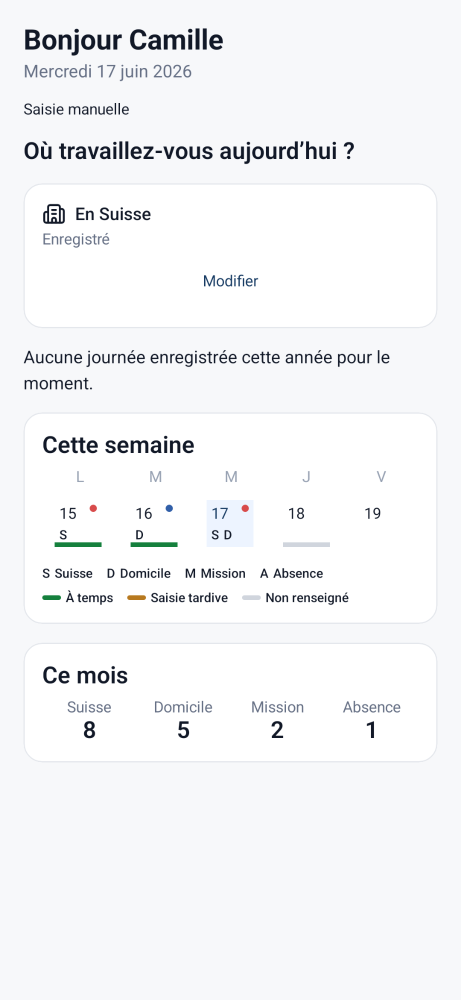 Bonjour Camille
Mercredi 17 juin 2026
Saisie manuelle
Où travaillez-vous aujourd’hui ?
En Suisse
Enregistré
Modifier
Aucune journée enregistrée cette année pour le
moment.
Cette semaine
L M M J V
15 16 17 18 19
S D S D
S Suisse D Domicile M Mission A Absence
À temps Saisie tardive Non renseigné
Ce mois
Suisse Domicile Mission Absence
8 5 2 1